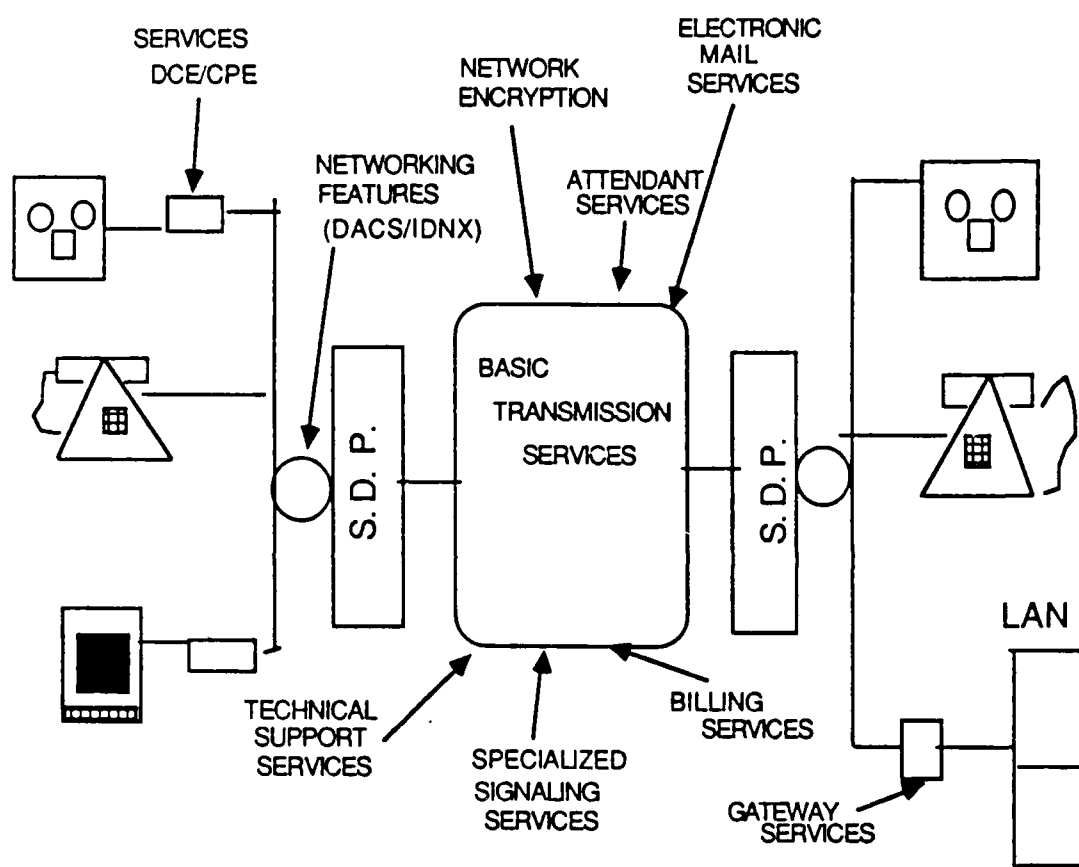 SERVICES
DCE/CPE
NETWORK
ENCRYPTION
ELECTRONIC
MAIL
SERVICES
NETWORKING
FEATURES
(DACS/IDNX)
ATTENDANT
SERVICES
BASIC
TRANSMISSION
SERVICES
S. D. P.
S. D. P.
LAN
TECHNICAL
SUPPORT
SERVICES
SPECIALIZED
SIGNALING
SERVICES
BILLING
SERVICES
GATEWAY
SERVICES